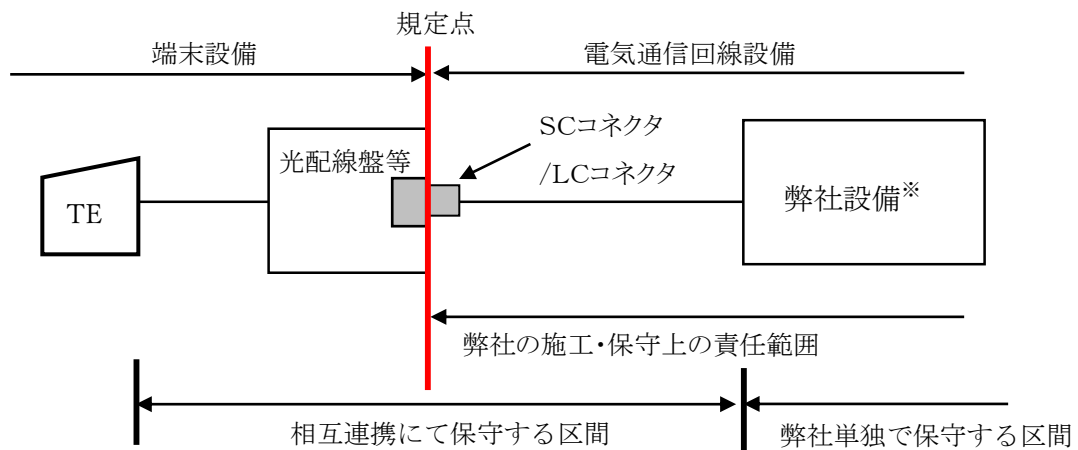 規定点
端末設備
電気通信回線設備
SCコネクタ
/LCコネクタ
光配線盤等
TE
弊社設備※
弊社の施工・保守上の責任範囲
相互連携にて保守する区間
弊社単独で保守する区間